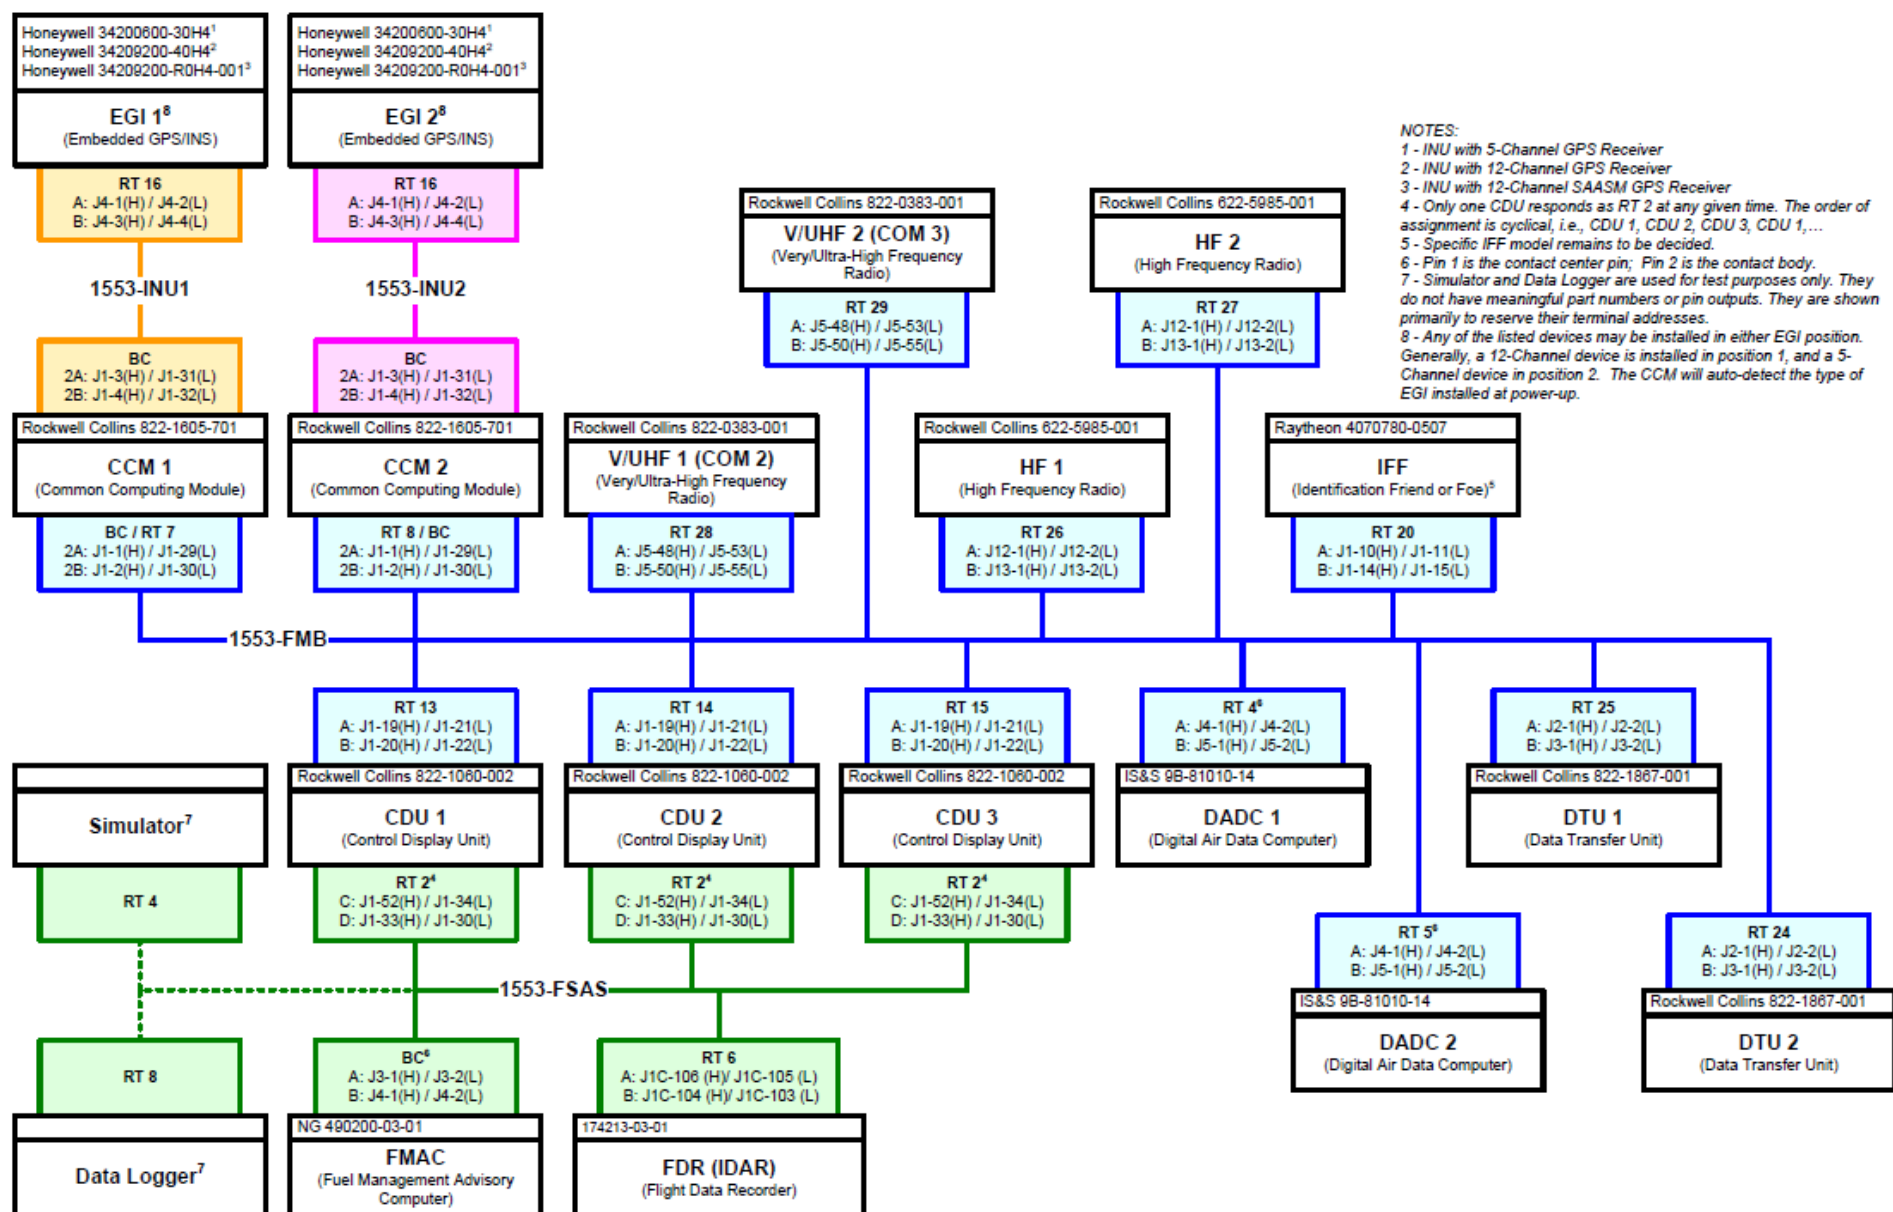 Honeywell 34200600-30H4¹
Honeywell 34209200-40H4²
Honeywell 34209200-R0H4-001³
EGI 1⁸
(Embedded GPS/INS)
RT 16
A: J4-1(H) / J4-2(L)
B: J4-3(H) / J4-4(L)
1553-INU1
BC
2A: J1-3(H) / J1-31(L)
2B: J1-4(H) / J1-32(L)
Rockwell Collins 822-1605-701
CCM 1
(Common Computing Module)
BC / RT 7
2A: J1-1(H) / J1-29(L)
2B: J1-2(H) / J1-30(L)
Honeywell 34200600-30H4¹
Honeywell 34209200-40H4²
Honeywell 34209200-R0H4-001³
EGI 2⁸
(Embedded GPS/INS)
RT 16
A: J4-1(H) / J4-2(L)
B: J4-3(H) / J4-4(L)
1553-INU2
BC
2A: J1-3(H) / J1-31(L)
2B: J1-4(H) / J1-32(L)
Rockwell Collins 822-1605-701
CCM 2
(Common Computing Module)
RT 8 / BC
2A: J1-1(H) / J1-29(L)
2B: J1-2(H) / J1-30(L)
Rockwell Collins 822-0383-001
V/UHF 2 (COM 3)
(Very/Ultra-High Frequency
Radio)
RT 29
A: J5-48(H) / J5-53(L)
B: J5-50(H) / J5-55(L)
Rockwell Collins 622-5985-001
HF 2
(High Frequency Radio)
RT 27
A: J12-1(H) / J12-2(L)
B: J13-1(H) / J13-2(L)
NOTES:
1 - INU with 5-Channel GPS Receiver
2 - INU with 12-Channel GPS Receiver
3 - INU with 12-Channel SAASM GPS Receiver
4 - Only one CDU responds as RT 2 at any given time. The order of
assignment is cyclical, i.e., CDU 1, CDU 2, CDU 3, CDU 1,...
5 - Specific IFF model remains to be decided.
6 - Pin 1 is the contact center pin; Pin 2 is the contact body.
7 - Simulator and Data Logger are used for test purposes only. They
do not have meaningful part numbers or pin outputs. They are shown
primarily to reserve their terminal addresses.
8 - Any of the listed devices may be installed in either EGI position.
Generally, a 12-Channel device is installed in position 1, and a 5-
Channel device in position 2. The CCM will auto-detect the type of
EGI installed at power-up.
Rockwell Collins 822-0383-001
V/UHF 1 (COM 2)
(Very/Ultra-High Frequency
Radio)
RT 28
A: J5-48(H) / J5-53(L)
B: J5-50(H) / J5-55(L)
Rockwell Collins 622-5985-001
HF 1
(High Frequency Radio)
RT 26
A: J12-1(H) / J12-2(L)
B: J13-1(H) / J13-2(L)
Raytheon 4070780-0507
IFF
(Identification Friend or Foe)⁵
RT 20
A: J1-10(H) / J1-11(L)
B: J1-14(H) / J1-15(L)
1553-FMB
RT 13
A: J1-19(H) / J1-21(L)
B: J1-20(H) / J1-22(L)
Rockwell Collins 822-1060-002
CDU 1
(Control Display Unit)
RT 2⁴
C: J1-52(H) / J1-34(L)
D: J1-33(H) / J1-30(L)
RT 14
A: J1-19(H) / J1-21(L)
B: J1-20(H) / J1-22(L)
Rockwell Collins 822-1060-002
CDU 2
(Control Display Unit)
RT 2⁴
C: J1-52(H) / J1-34(L)
D: J1-33(H) / J1-30(L)
RT 15
A: J1-19(H) / J1-21(L)
B: J1-20(H) / J1-22(L)
Rockwell Collins 822-1060-002
CDU 3
(Control Display Unit)
RT 2⁴
C: J1-52(H) / J1-34(L)
D: J1-33(H) / J1-30(L)
RT 4⁶
A: J4-1(H) / J4-2(L)
B: J5-1(H) / J5-2(L)
IS&S 9B-81010-14
DADC 1
(Digital Air Data Computer)
RT 25
A: J2-1(H) / J2-2(L)
B: J3-1(H) / J3-2(L)
Rockwell Collins 822-1867-001
DTU 1
(Data Transfer Unit)
Simulator⁷
RT 4
1553-FSAS
RT 5⁶
A: J4-1(H) / J4-2(L)
B: J5-1(H) / J5-2(L)
IS&S 9B-81010-14
DADC 2
(Digital Air Data Computer)
RT 24
A: J2-1(H) / J2-2(L)
B: J3-1(H) / J3-2(L)
Rockwell Collins 822-1867-001
DTU 2
(Data Transfer Unit)
RT 8
Data Logger⁷
BC⁶
A: J3-1(H) / J3-2(L)
B: J4-1(H) / J4-2(L)
NG 490200-03-01
FMAC
(Fuel Management Advisory
Computer)
RT 6
A: J1C-106 (H)/ J1C-105 (L)
B: J1C-104 (H)/ J1C-103 (L)
174213-03-01
FDR (IDAR)
(Flight Data Recorder)